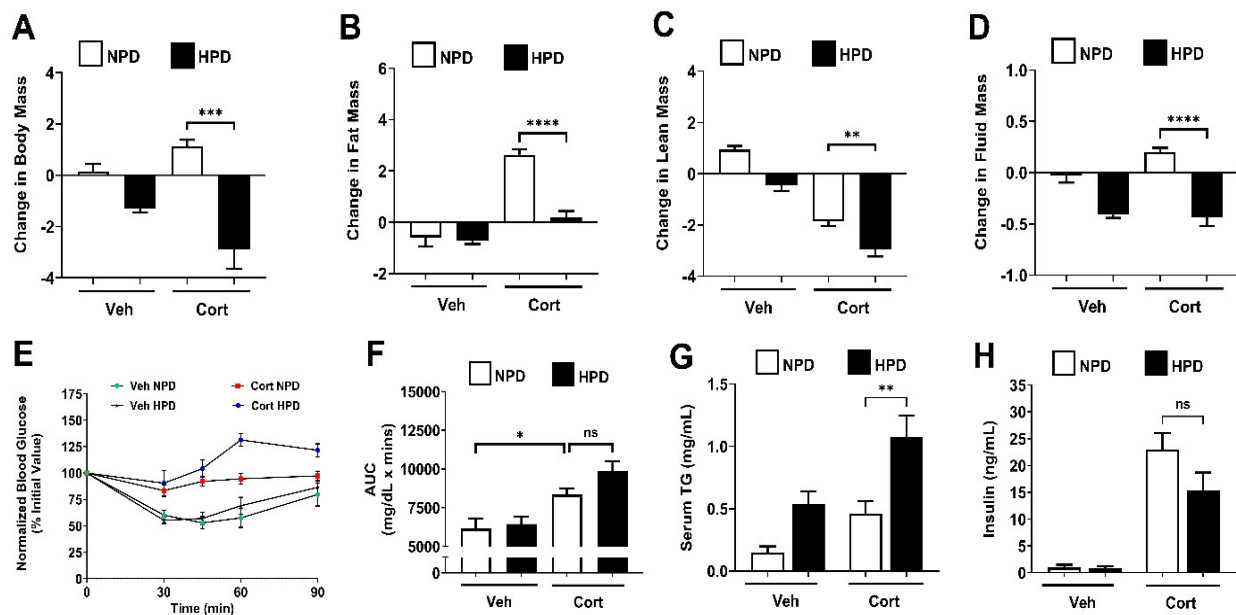 A
NPD HPD
Change in Body Mass
4
2
0
-2
-4
***
Veh Cort
B
NPD HPD
Change in Fat Mass
6
4
2
0
-2
****
Veh Cort
C
NPD HPD
Change in Lean Mass
4
2
0
-2
-4
**
Veh Cort
D
NPD HPD
Change in Fluid Mass
1.0
0.5
0.0
-0.5
-1.0
****
Veh Cort
E
Veh NPD Cort NPD
Veh HPD Cort HPD
Normalized Blood Glucose
(% Initial Value)
175
150
125
100
75
50
25
0
0 30 60 90
Time (min)
F
NPD HPD
AUC
(mg/dL x mins)
15000
12500
10000
7500
5000
0
* ns
Veh Cort
G
NPD HPD
Serum TG (mg/mL)
1.5
1.0
0.5
0.0
**
Veh Cort
H
NPD HPD
Insulin (ng/mL)
35
30
25
20
15
10
5
0
ns
Veh Cort